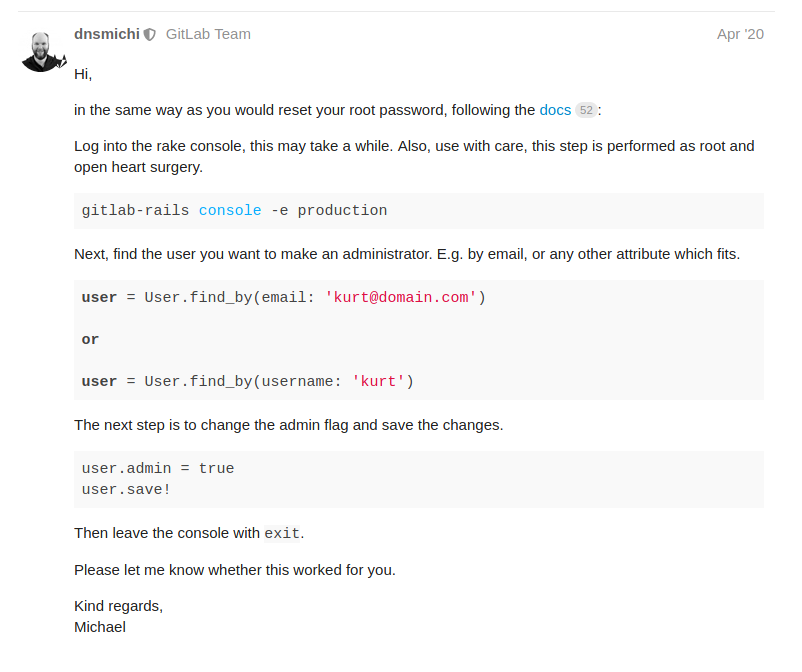 dnsmichi GitLab Team Apr '20
Hi,
in the same way as you would reset your root password, following the docs 52 :
Log into the rake console, this may take a while. Also, use with care, this step is performed as root and
open heart surgery.
gitlab-rails console -e production
Next, find the user you want to make an administrator. E.g. by email, or any other attribute which fits.
user = User.find_by(email: 'kurt@domain.com')
or
user = User.find_by(username: 'kurt')
The next step is to change the admin flag and save the changes.
user.admin = true
user.save!
Then leave the console with exit.
Please let me know whether this worked for you.
Kind regards,
Michael